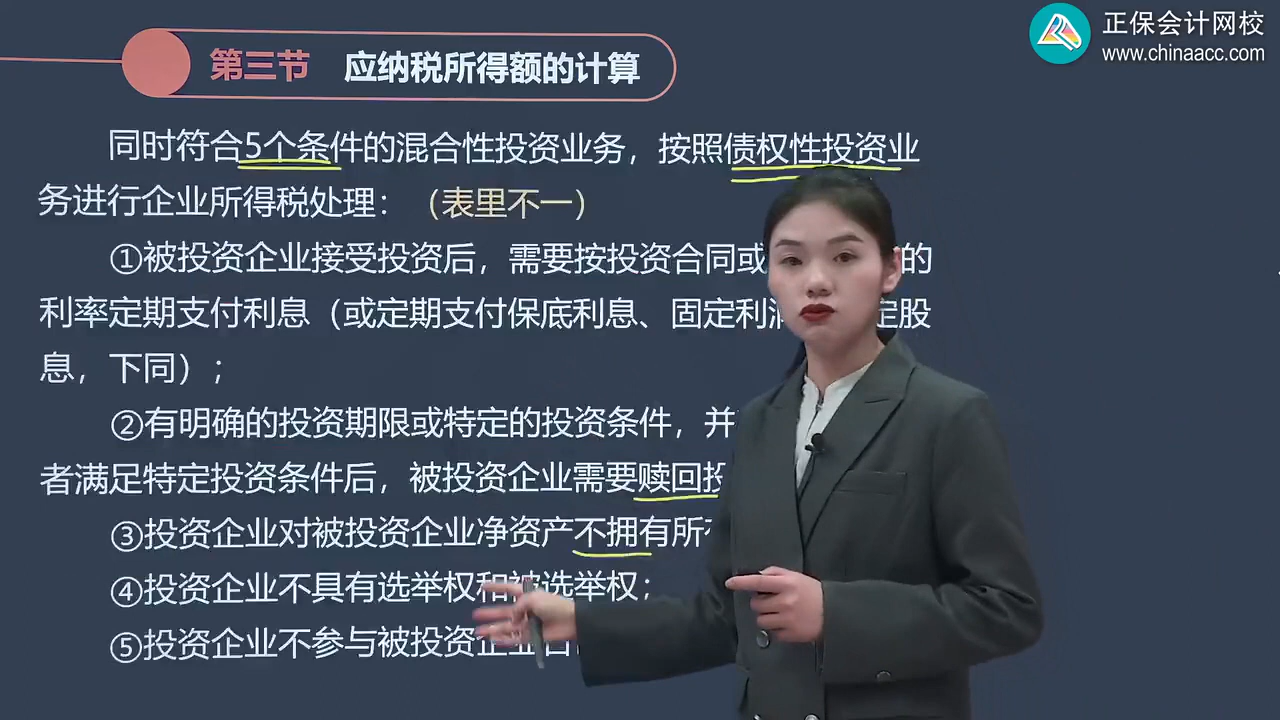 正保会计网校
www.chinaacc.com
第三节 应纳税所得额的计算
同时符合5个条件的混合性投资业务，按照债权性投资业
务进行企业所得税处理：（表里不一）
①被投资企业接受投资后，需要按投资合同或 的
利率定期支付利息（或定期支付保底利息、固定利 定股
息，下同）；
②有明确的投资期限或特定的投资条件，并
者满足特定投资条件后，被投资企业需要赎回投
③投资企业对被投资企业净资产不拥有所
④投资企业不具有选举权和被选举权；
⑤投资企业不参与被投资企业